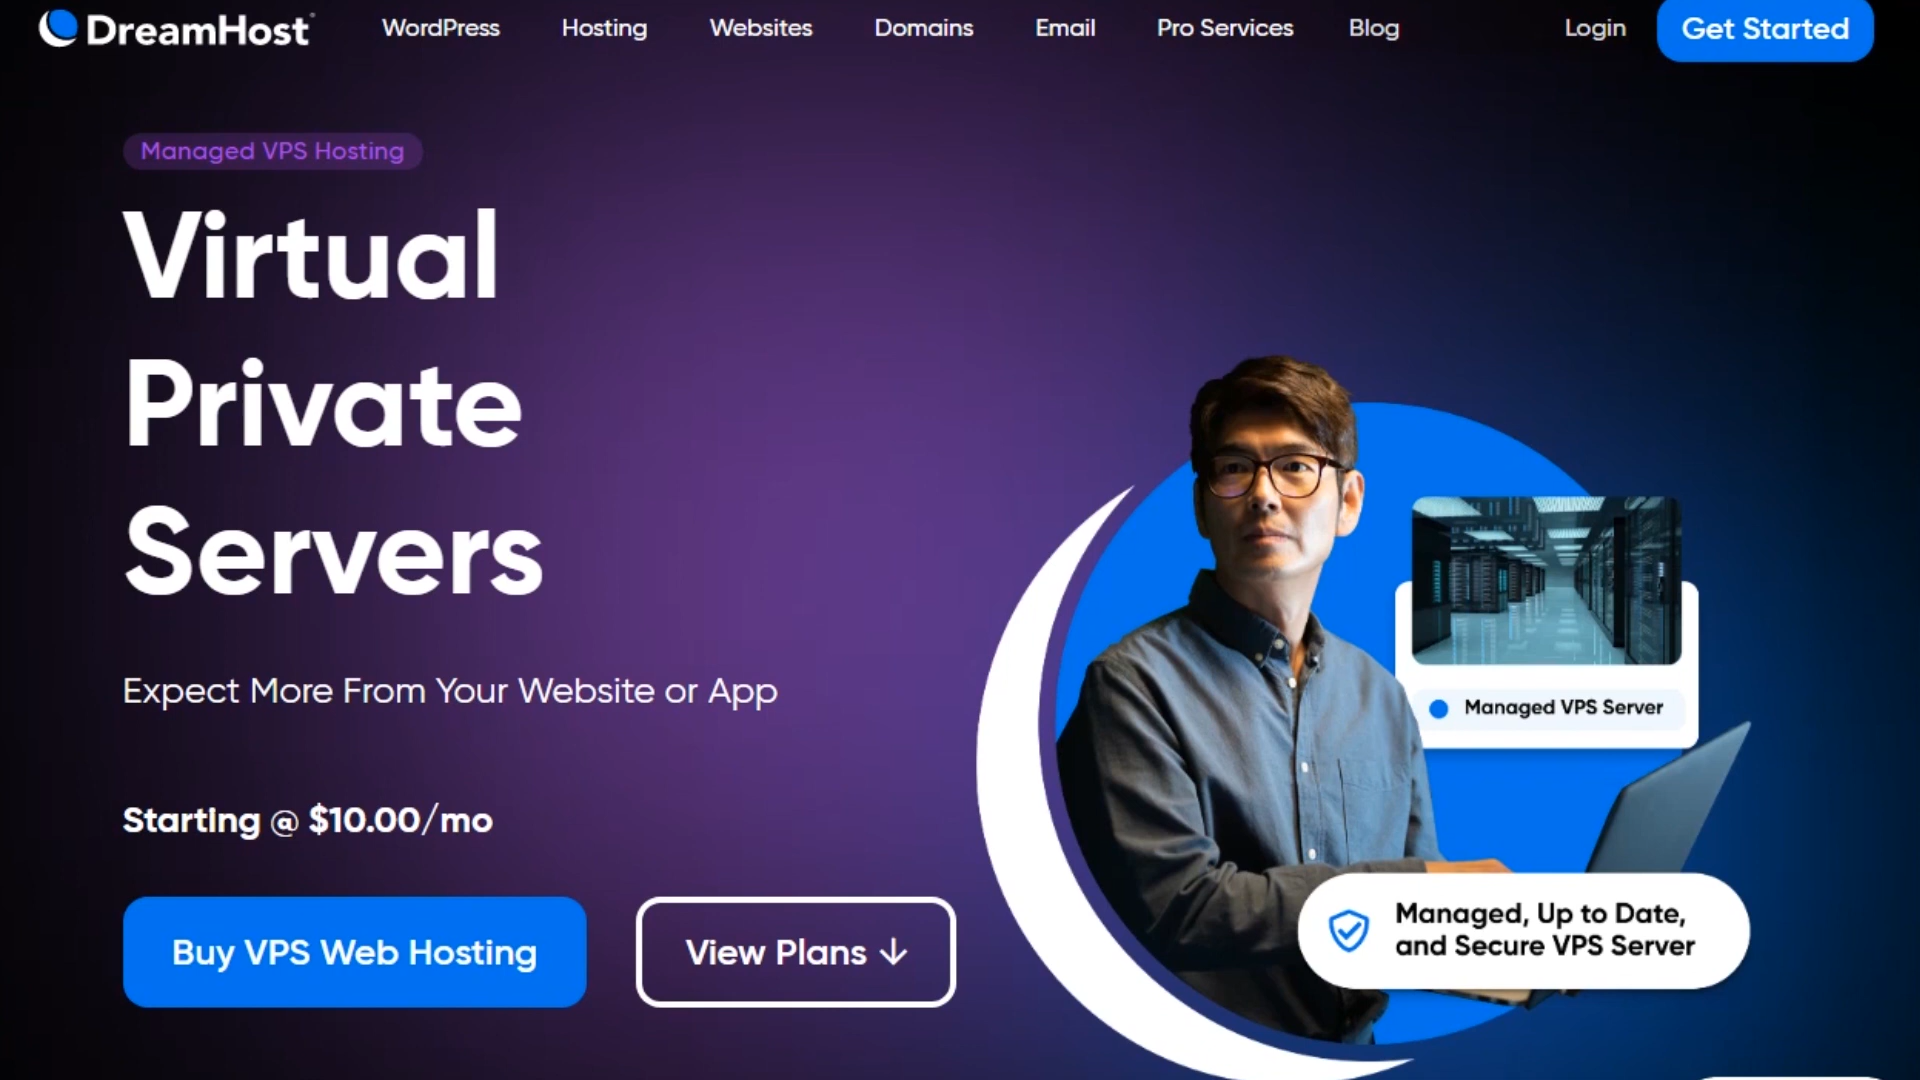 DreamHost
WordPress Hosting Websites Domains Email Pro Services Blog Login Get Started
Managed VPS Hosting
Virtual
Private
Servers
Expect More From Your Website or App
Starting @ $10.00/mo
Buy VPS Web Hosting View Plans ↓
Managed VPS Server
Managed, Up to Date,
and Secure VPS Server